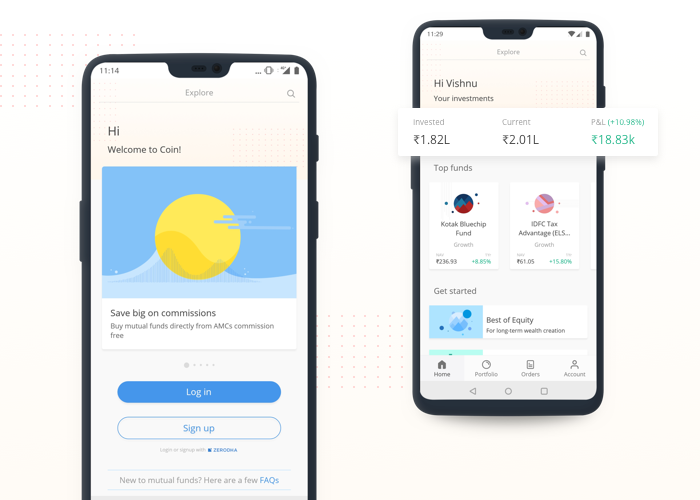 11:14
Explore
Hi
Welcome to Coin!
Save big on commissions
Buy mutual funds directly from AMCs commission
free
Log in
Sign up
Login or signup with ZERODHA
New to mutual funds? Here are a few FAQs
11:29
Explore
Hi Vishnu
Your investments
Invested Current P&L (+10.98%)
₹1.82L ₹2.01L ₹18.83k
Top funds
Kotak Bluechip
Fund
Growth
₹236.93 +8.85%
IDFC Tax
Advantage (ELS...
Growth
₹61.05 +15.80%
Get started
Best of Equity
For long-term wealth creation
Home Portfolio Orders Account